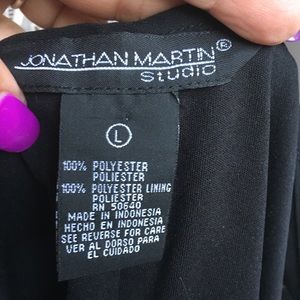 JONATHAN MARTIN®
Studio
L
100% POLYESTER
POLIESTER
100% POLYESTER LINING
POLIESTER
RN 50640
MADE IN INDONESIA
HECHO EN INDONESIA
SEE REVERSE FOR CARE
VER AL DORSO PARA
EL CUIDADO